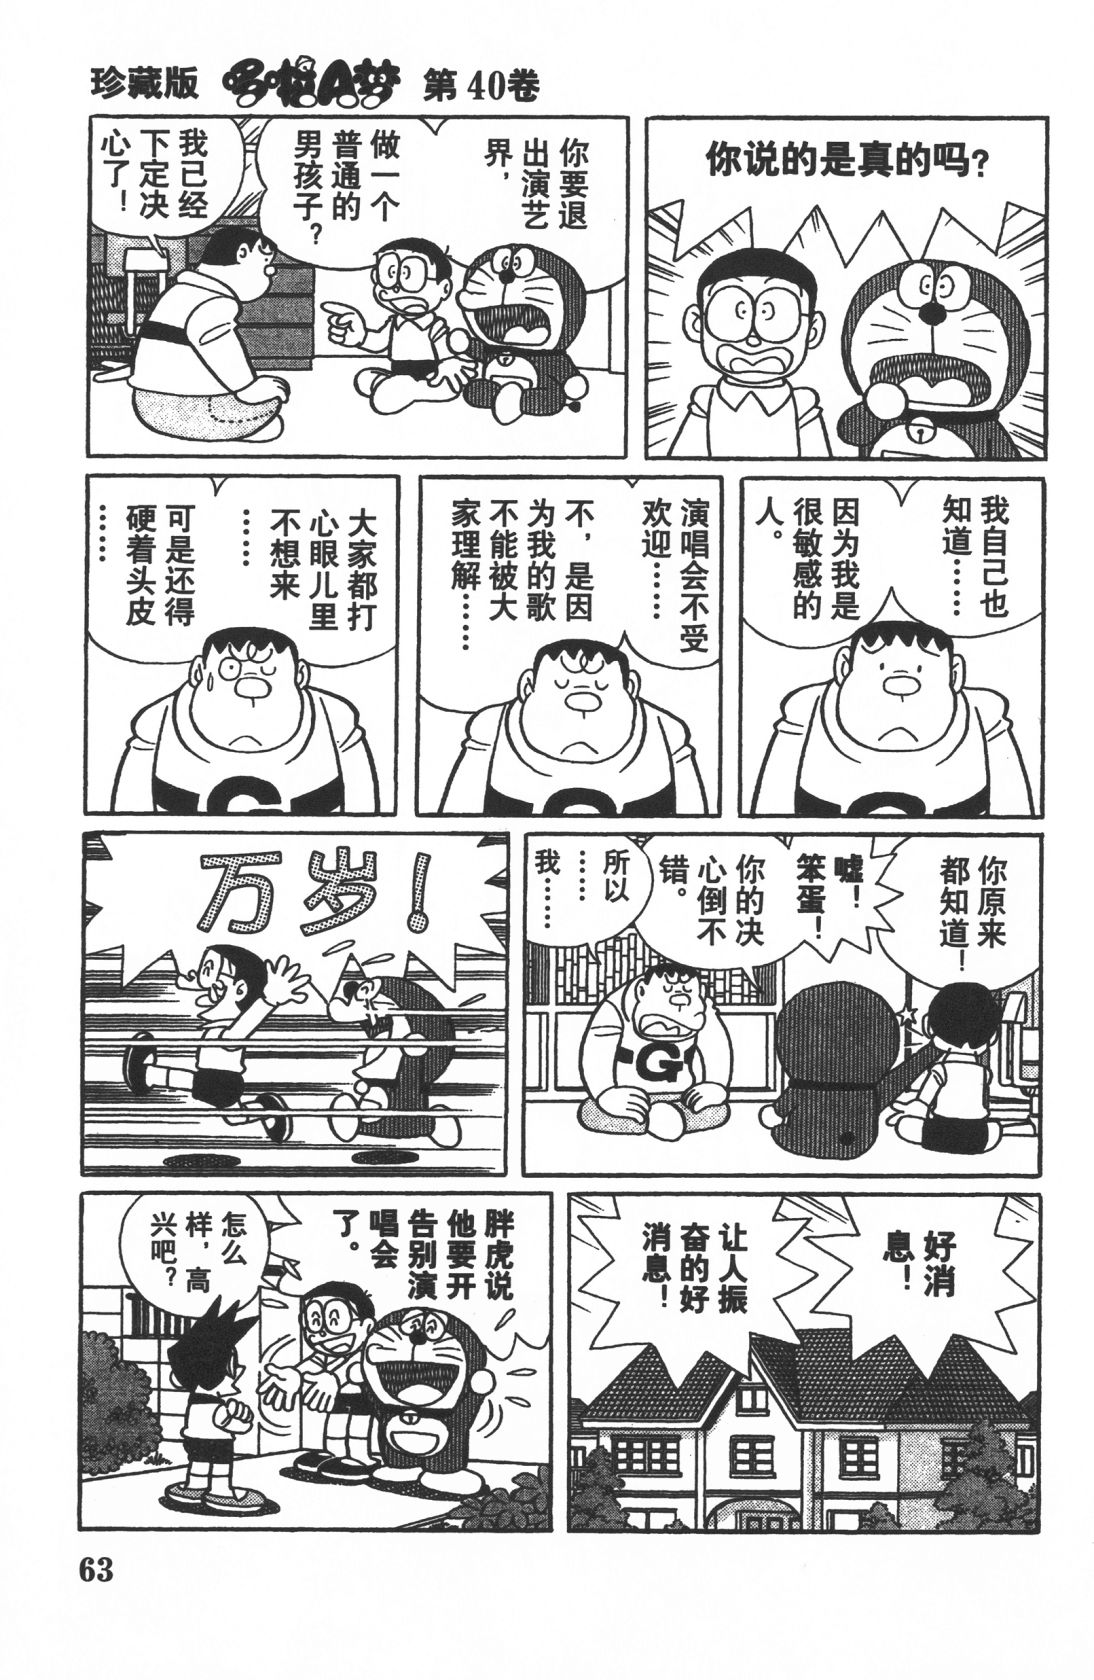 珍藏版 哆啦A梦 第40卷
你说的是真的吗？
你要退
出演艺
界，
做一个
普通的
男孩子？
我已经
下定决
心了！
我自己也
知道……
因为我是
很敏感的
人。
演唱会不受
欢迎……
不，是因
为我的歌
不能被大
家理解……
大家都打
心眼儿里
不想来
……
可是还得
硬着头皮
……
你原来
都知道！
嘘！
笨蛋！
你的决
心倒不
错。
所以
……
我……
万岁！
好消
息！
让人振
奋的好
消息！
胖虎说
他要开
告别演
唱会
了。
怎么
样，高
兴吧？
G
G
G
G
63